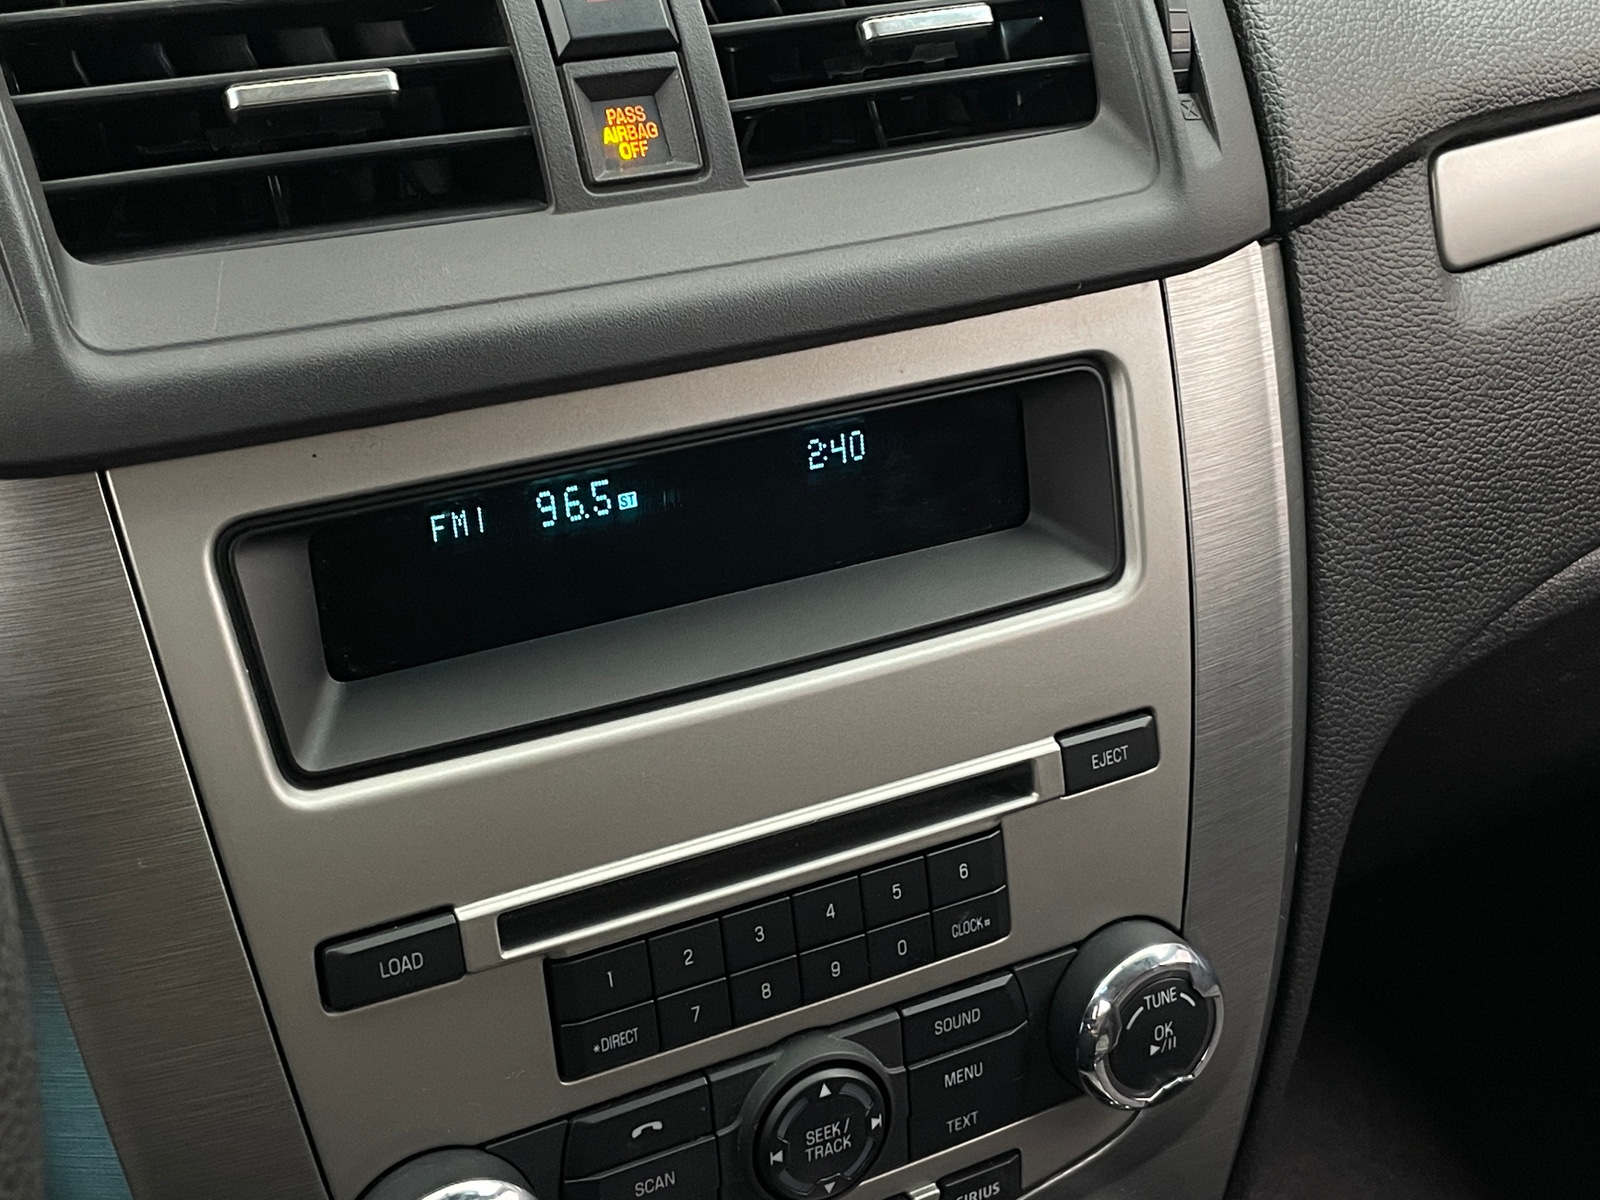 PASS
AIRBAG
OFF
2:40
FM1 96.5 ST
EJECT
LOAD
1 2 3 4 5 6
*DIRECT 7 8 9 0 CLOCK
SOUND
MENU
TEXT
TUNE
OK
▶/II
SEEK/
TRACK
SCAN
SIRIUS